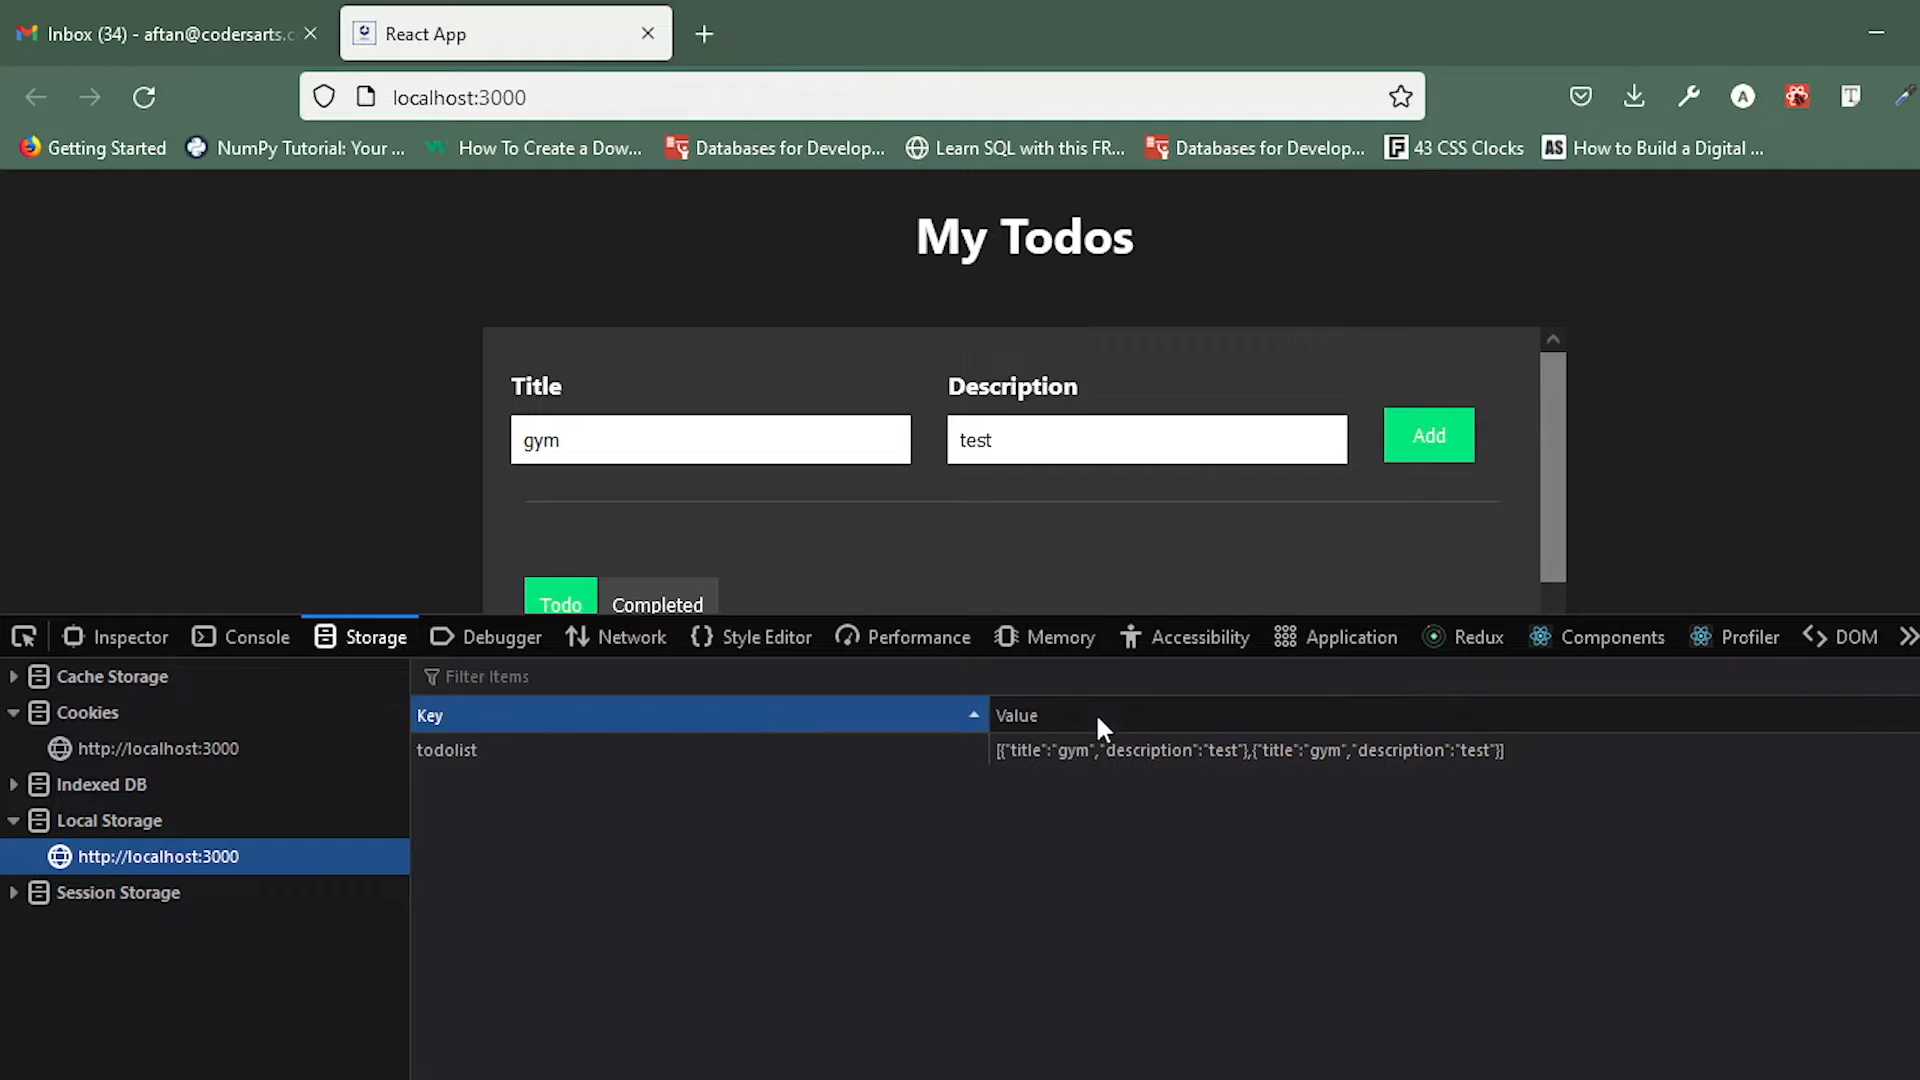 Inbox (34) - aftan@codersarts.c
React App
localhost:3000
Getting Started
NumPy Tutorial: Your ...
How To Create a Dow...
Databases for Develop...
Learn SQL with this FR...
Databases for Develop...
43 CSS Clocks
AS How to Build a Digital ...
My Todos
Title
Description
gym
test
Add
Todo
Completed
Inspector
Console
Storage
Debugger
Network
Style Editor
Performance
Memory
Accessibility
Application
Redux
Components
Profiler
DOM
Cache Storage
Cookies
http://localhost:3000
Indexed DB
Local Storage
http://localhost:3000
Session Storage
Filter Items
Key
Value
todolist
[{"title":"gym","description":"test"},{"title":"gym","description":"test"}]